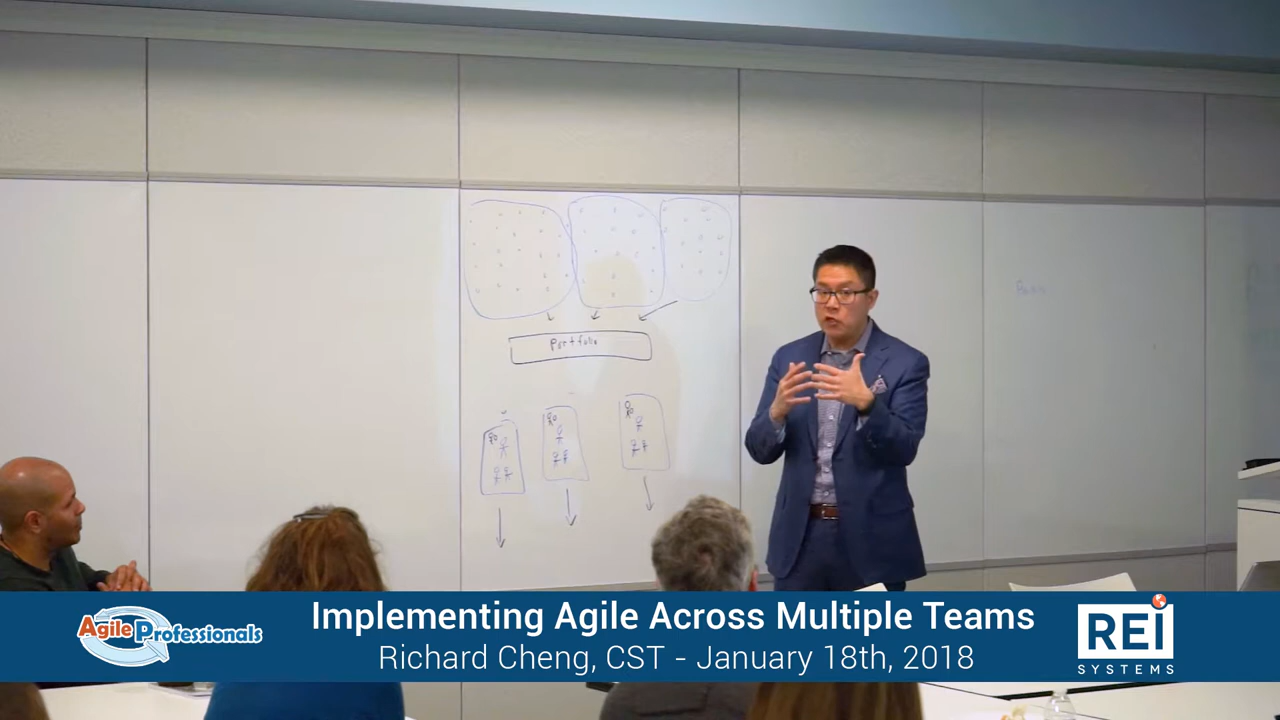 Portfolio
Agile Professionals
Implementing Agile Across Multiple Teams
Richard Cheng, CST - January 18th, 2018
REI
SYSTEMS